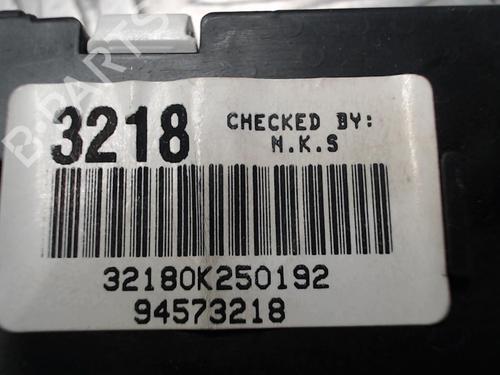 B-PARTS
3218
CHECKED BY:
N.K.S
32180K250192
94573218